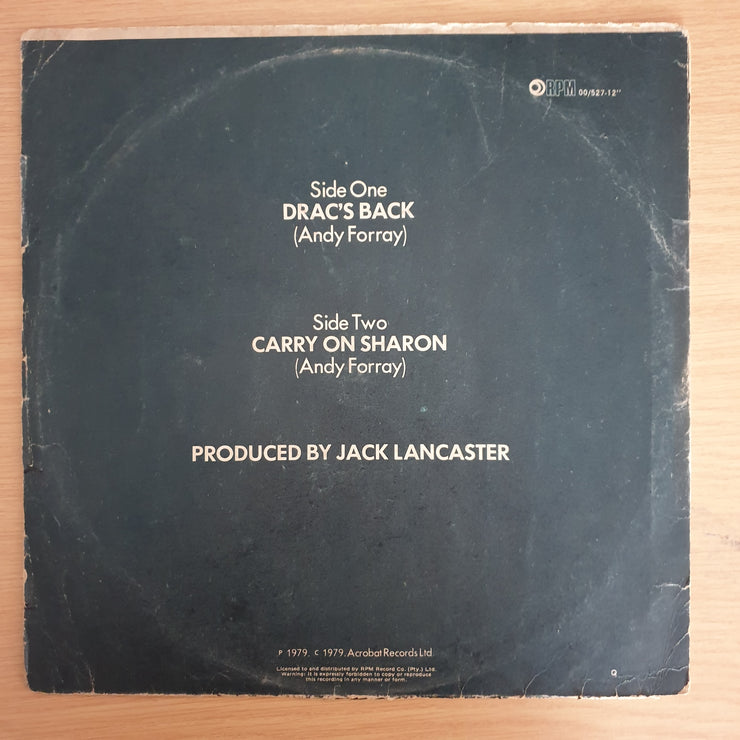 RPM 00/527-12"
Side One
DRAC'S BACK
(Andy Forray)
Side Two
CARRY ON SHARON
(Andy Forray)
PRODUCED BY JACK LANCASTER
P 1979, C 1979. Acrobat Records Ltd.
Licensed to and distributed by RPM Record Co. (Pty.) Ltd.
Warning: it is expressly forbidden to copy or reproduce
this recording in any manner or form.
Q